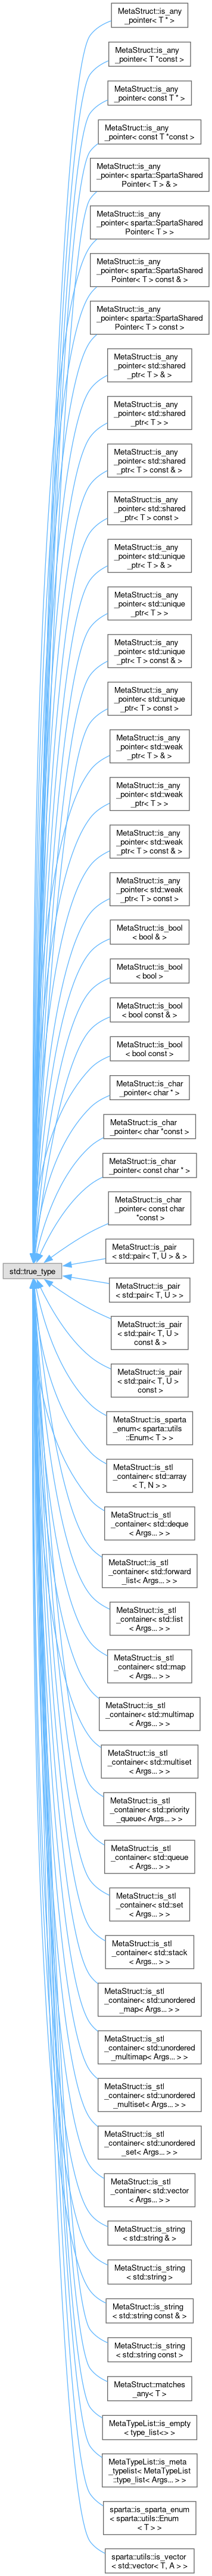 MetaStruct::is_any
_pointer< T * >
MetaStruct::is_any
_pointer< T *const >
MetaStruct::is_any
_pointer< const T * >
MetaStruct::is_any
_pointer< const T *const >
MetaStruct::is_any
_pointer< sparta::SpartaShared
Pointer< T > & >
MetaStruct::is_any
_pointer< sparta::SpartaShared
Pointer< T > >
MetaStruct::is_any
_pointer< sparta::SpartaShared
Pointer< T > const & >
MetaStruct::is_any
_pointer< sparta::SpartaShared
Pointer< T > const >
MetaStruct::is_any
_pointer< std::shared
_ptr< T > & >
MetaStruct::is_any
_pointer< std::shared
_ptr< T > >
MetaStruct::is_any
_pointer< std::shared
_ptr< T > const & >
MetaStruct::is_any
_pointer< std::shared
_ptr< T > const >
MetaStruct::is_any
_pointer< std::unique
_ptr< T > & >
MetaStruct::is_any
_pointer< std::unique
_ptr< T > >
MetaStruct::is_any
_pointer< std::unique
_ptr< T > const & >
MetaStruct::is_any
_pointer< std::unique
_ptr< T > const >
MetaStruct::is_any
_pointer< std::weak
_ptr< T > & >
MetaStruct::is_any
_pointer< std::weak
_ptr< T > >
MetaStruct::is_any
_pointer< std::weak
_ptr< T > const & >
MetaStruct::is_any
_pointer< std::weak
_ptr< T > const >
MetaStruct::is_bool
< bool & >
MetaStruct::is_bool
< bool >
MetaStruct::is_bool
< bool const & >
MetaStruct::is_bool
< bool const >
MetaStruct::is_char
_pointer< char * >
MetaStruct::is_char
_pointer< char *const >
MetaStruct::is_char
_pointer< const char * >
MetaStruct::is_char
_pointer< const char
*const >
MetaStruct::is_pair
< std::pair< T, U > & >
std::true_type
MetaStruct::is_pair
< std::pair< T, U > >
MetaStruct::is_pair
< std::pair< T, U >
const & >
MetaStruct::is_pair
< std::pair< T, U >
const >
MetaStruct::is_sparta
_enum< sparta::utils
::Enum< T > >
MetaStruct::is_stl
_container< std::array
< T, N > >
MetaStruct::is_stl
_container< std::deque
< Args... > >
MetaStruct::is_stl
_container< std::forward
_list< Args... > >
MetaStruct::is_stl
_container< std::list
< Args... > >
MetaStruct::is_stl
_container< std::map
< Args... > >
MetaStruct::is_stl
_container< std::multimap
< Args... > >
MetaStruct::is_stl
_container< std::multiset
< Args... > >
MetaStruct::is_stl
_container< std::priority
_queue< Args... > >
MetaStruct::is_stl
_container< std::queue
< Args... > >
MetaStruct::is_stl
_container< std::set
< Args... > >
MetaStruct::is_stl
_container< std::stack
< Args... > >
MetaStruct::is_stl
_container< std::unordered
_map< Args... > >
MetaStruct::is_stl
_container< std::unordered
_multimap< Args... > >
MetaStruct::is_stl
_container< std::unordered
_multiset< Args... > >
MetaStruct::is_stl
_container< std::unordered
_set< Args... > >
MetaStruct::is_stl
_container< std::vector
< Args... > >
MetaStruct::is_string
< std::string & >
MetaStruct::is_string
< std::string >
MetaStruct::is_string
< std::string const & >
MetaStruct::is_string
< std::string const >
MetaStruct::matches
_any< T >
MetaTypeList::is_empty
< type_list<> >
MetaTypeList::is_meta
_typelist< MetaTypeList
::type_list< Args... > >
sparta::is_sparta_enum
< sparta::utils::Enum
< T > >
sparta::utils::is_vector
< std::vector< T, A > >